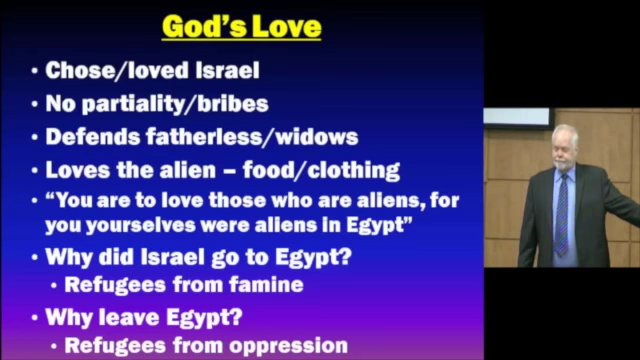 God's Love
• Chose/loved Israel
• No partiality/bribes
• Defends fatherless/widows
• Loves the alien – food/clothing
• “You are to love those who are aliens, for
you yourselves were aliens in Egypt”
• Why did Israel go to Egypt?
• Refugees from famine
• Why leave Egypt?
• Refugees from oppression